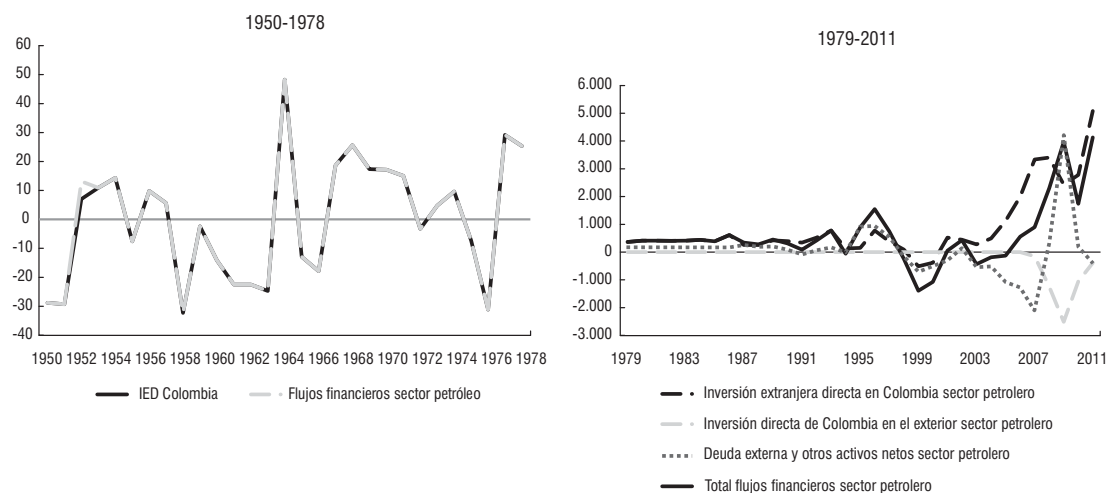 1950-1978
60
50
40
30
20
10
0
-10
-20
-30
-40
1950 1952 1954 1956 1958 1960 1962 1964 1966 1968 1970 1972 1974 1976 1978
IED Colombia
Flujos financieros sector petróleo
1979-2011
6.000
5.000
4.000
3.000
2.000
1.000
0
-1.000
-2.000
-3.000
1979 1983 1987 1991 1995 1999 2003 2007 2011
Inversión extranjera directa en Colombia sector petrolero
Inversión directa de Colombia en el exterior sector petrolero
Deuda externa y otros activos netos sector petrolero
Total flujos financieros sector petrolero